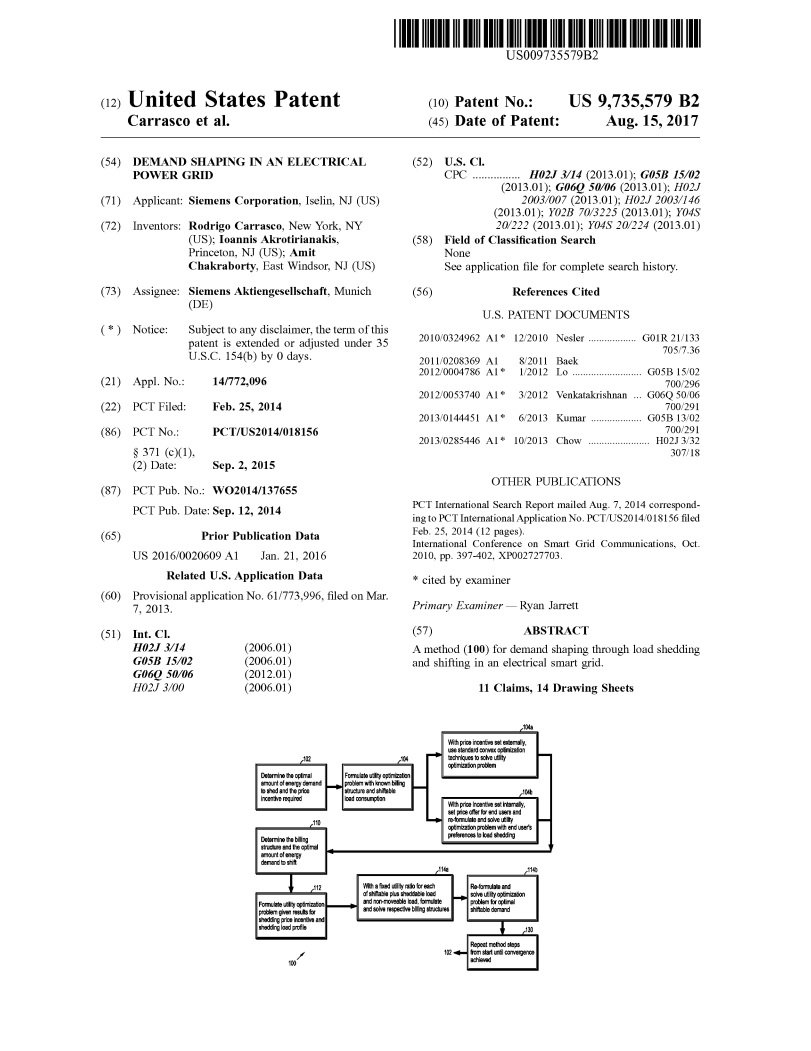 US009735579B2
(12) United States Patent
Carrasco et al.
(10) Patent No.: US 9,735,579 B2
(45) Date of Patent: Aug. 15, 2017
(54) DEMAND SHAPING IN AN ELECTRICAL
POWER GRID
(71) Applicant: Siemens Corporation, Iselin, NJ (US)
(72) Inventors: Rodrigo Carrasco, New York, NY
(US); Ioannis Akrotirianakis,
Princeton, NJ (US); Amit
Chakraborty, East Windsor, NJ (US)
(73) Assignee: Siemens Aktiengesellschaft, Munich
(DE)
( * ) Notice: Subject to any disclaimer, the term of this
patent is extended or adjusted under 35
U.S.C. 154(b) by 0 days.
(21) Appl. No.: 14/772,096
(22) PCT Filed: Feb. 25, 2014
(86) PCT No.: PCT/US2014/018156
§ 371 (c)(1),
(2) Date: Sep. 2, 2015
(87) PCT Pub. No.: WO2014/137655
PCT Pub. Date: Sep. 12, 2014
(65) Prior Publication Data
US 2016/0020609 A1 Jan. 21, 2016
Related U.S. Application Data
(60) Provisional application No. 61/773,996, filed on Mar.
7, 2013.
(51) Int. Cl.
H02J 3/14 (2006.01)
G05B 15/02 (2006.01)
G06Q 50/06 (2012.01)
H02J 3/00 (2006.01)
(52) U.S. Cl.
CPC ................ H02J 3/14 (2013.01); G05B 15/02
(2013.01); G06Q 50/06 (2013.01); H02J
2003/007 (2013.01); H02J 2003/146
(2013.01); Y02B 70/3225 (2013.01); Y04S
20/222 (2013.01); Y04S 20/224 (2013.01)
(58) Field of Classification Search
None
See application file for complete search history.
(56) References Cited
U.S. PATENT DOCUMENTS
2010/0324962 A1* 12/2010 Nesler .................. G01R 21/133
705/7.36
2011/0208369 A1 8/2011 Baek
2012/0004786 A1* 1/2012 Lo .......................... G05B 15/02
700/296
2012/0053740 A1* 3/2012 Venkatakrishnan ... G06Q 50/06
700/291
2013/0144451 A1* 6/2013 Kumar ................... G05B 13/02
700/291
2013/0285446 A1* 10/2013 Chow ....................... H02J 3/32
307/18
OTHER PUBLICATIONS
PCT International Search Report mailed Aug. 7, 2014 correspond-
ing to PCT International Application No. PCT/US2014/018156 filed
Feb. 25, 2014 (12 pages).
International Conference on Smart Grid Communications, Oct.
2010, pp. 397-402, XP002727703.
* cited by examiner
Primary Examiner — Ryan Jarrett
(57) ABSTRACT
A method (100) for demand shaping through load shedding
and shifting in an electrical smart grid.
11 Claims, 14 Drawing Sheets
102
Determine the optimal
amount of energy demand
to shed and the price
incentive required
104
Formulate utility optimization
problem with known billing
structure and shiftable
load consumption
104a
With price incentive set externally,
use standard convex optimization
techniques to solve utility
optimization problem
104b
With price incentive set internally,
set price offer for end users and
re-formulate and solve utility
optimization problem with end user's
preferences to load shedding
110
Determine the billing
structure and the optimal
amount of energy
demand to shift
112
Formulate utility optimization
problem given results for
shedding price incentive and
shedding load profile
114a
With a fixed utility ratio for each
of shiftable plus sheddable load
and non-moveable load, formulate
and solve respective billing structures
114b
Re-formulate and
solve utility optimization
problem for optimal
shiftable demand
130
Repeat method steps
from start until convergence
achieved
102
100